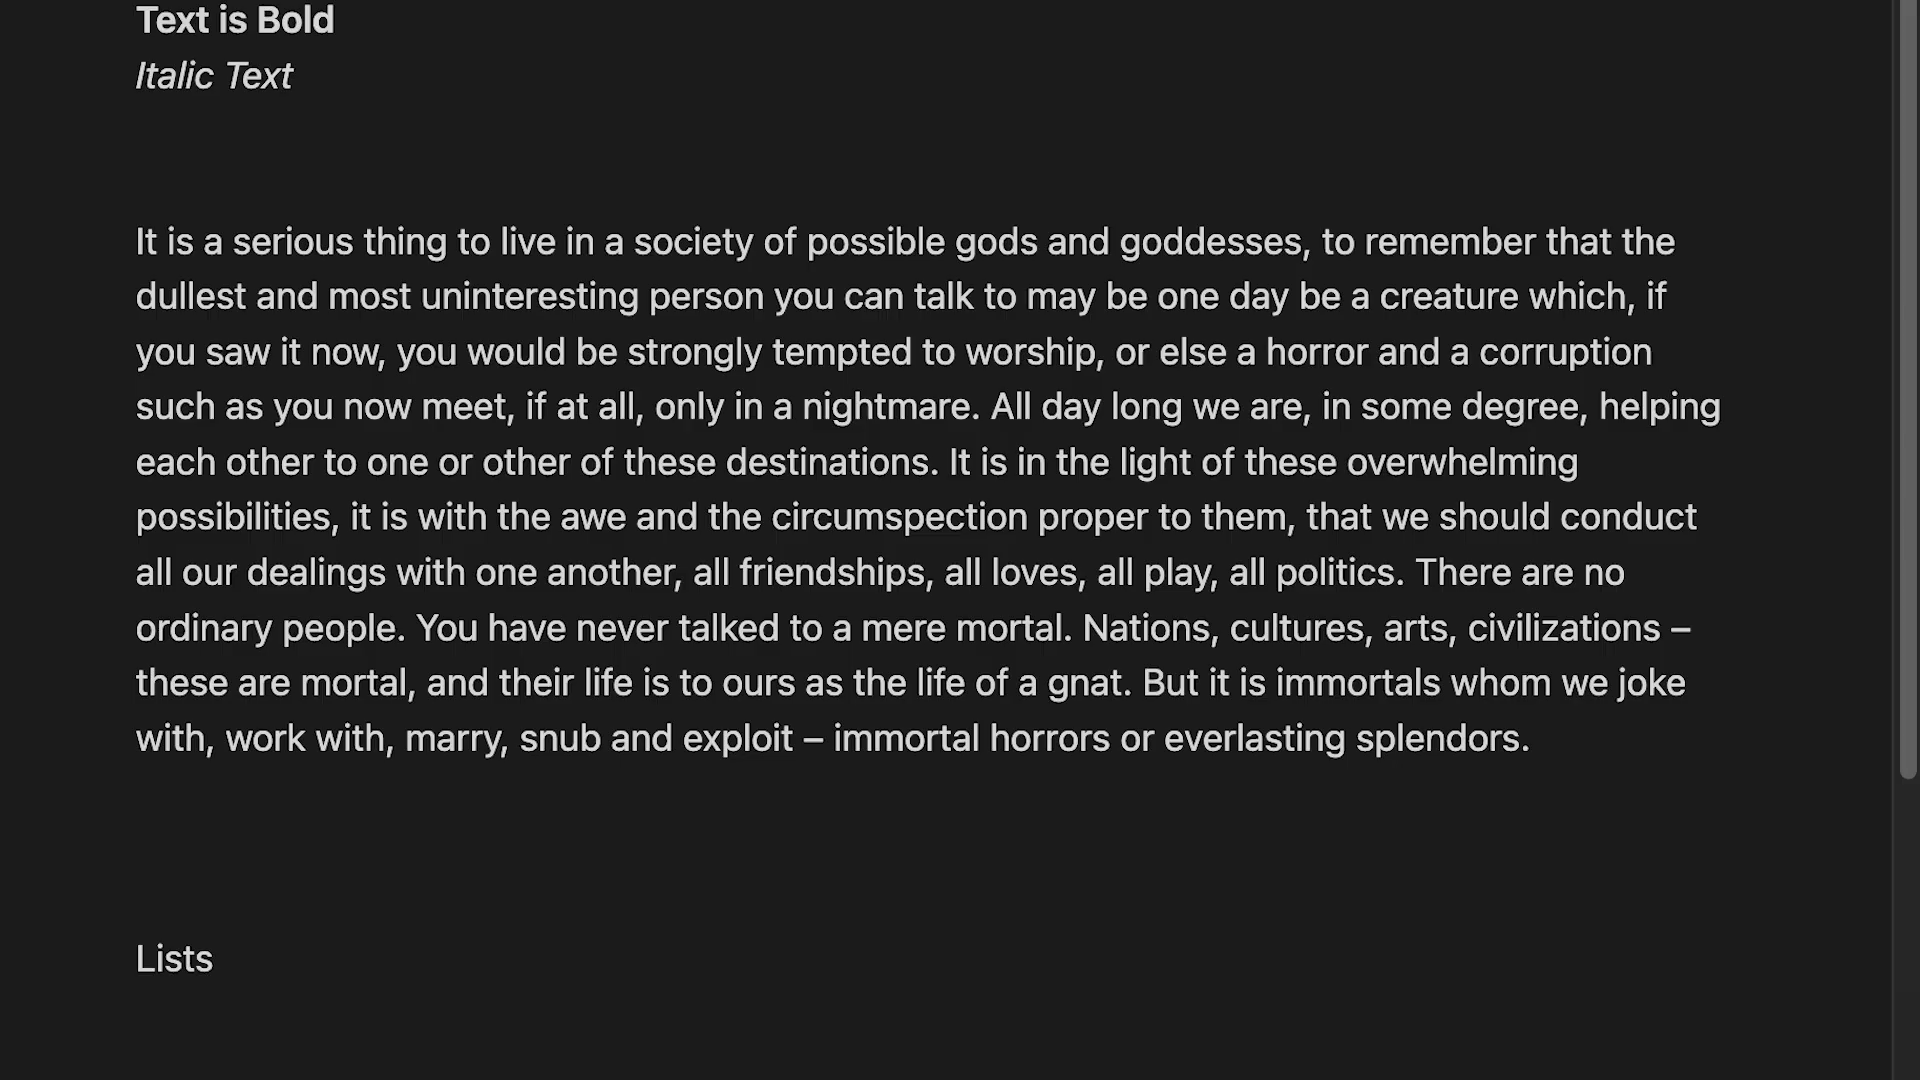 Text is Bold
Italic Text
It is a serious thing to live in a society of possible gods and goddesses, to remember that the
dullest and most uninteresting person you can talk to may be one day be a creature which, if
you saw it now, you would be strongly tempted to worship, or else a horror and a corruption
such as you now meet, if at all, only in a nightmare. All day long we are, in some degree, helping
each other to one or other of these destinations. It is in the light of these overwhelming
possibilities, it is with the awe and the circumspection proper to them, that we should conduct
all our dealings with one another, all friendships, all loves, all play, all politics. There are no
ordinary people. You have never talked to a mere mortal. Nations, cultures, arts, civilizations –
these are mortal, and their life is to ours as the life of a gnat. But it is immortals whom we joke
with, work with, marry, snub and exploit – immortal horrors or everlasting splendors.
Lists